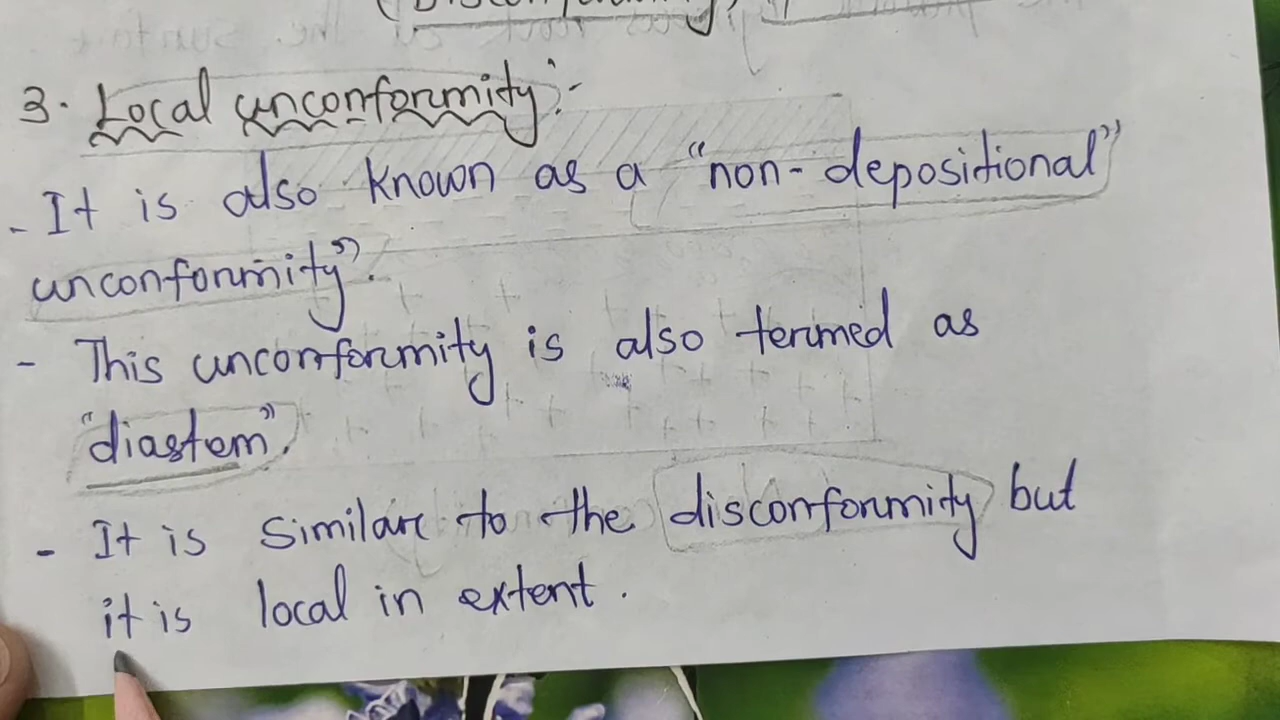 (Disconformity)
3. Local unconformity :-
- It is also known as a "non-depositional"
unconformity".
- This unconformity is also termed as
"diastem".
- It is similar to the disconformity but
it is local in extent.